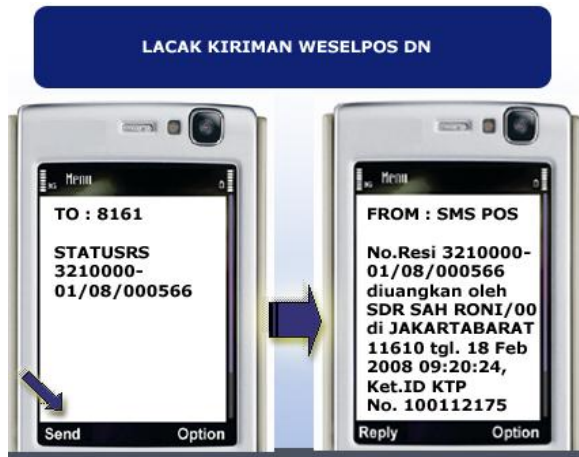 LACAK KIRIMAN WESELPOS DN
Menu
TO : 8161
STATUSRS
3210000-
01/08/000566
Send Option
Menu
FROM : SMS POS
No.Resi 3210000-
01/08/000566
diuangkan oleh
SDR SAH RONI/00
di JAKARTABARAT
11610 tgl. 18 Feb
2008 09:20:24,
Ket.ID KTP
No. 100112175
Reply Option